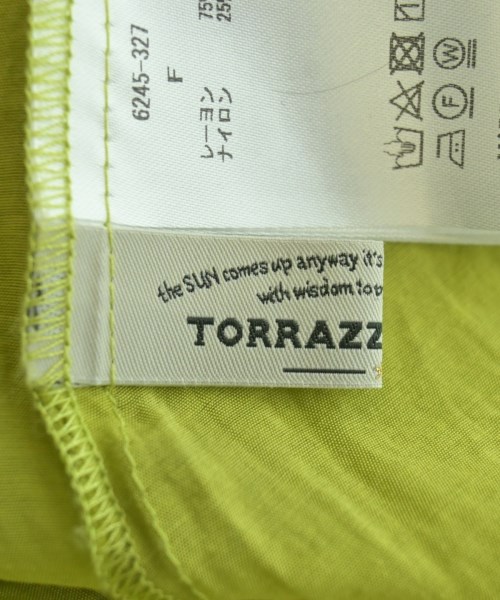 6245-327
F
レーヨン 75%
ナイロン 25%
W
F
the SUN comes up anyway it's
with wisdom
TORRAZZ